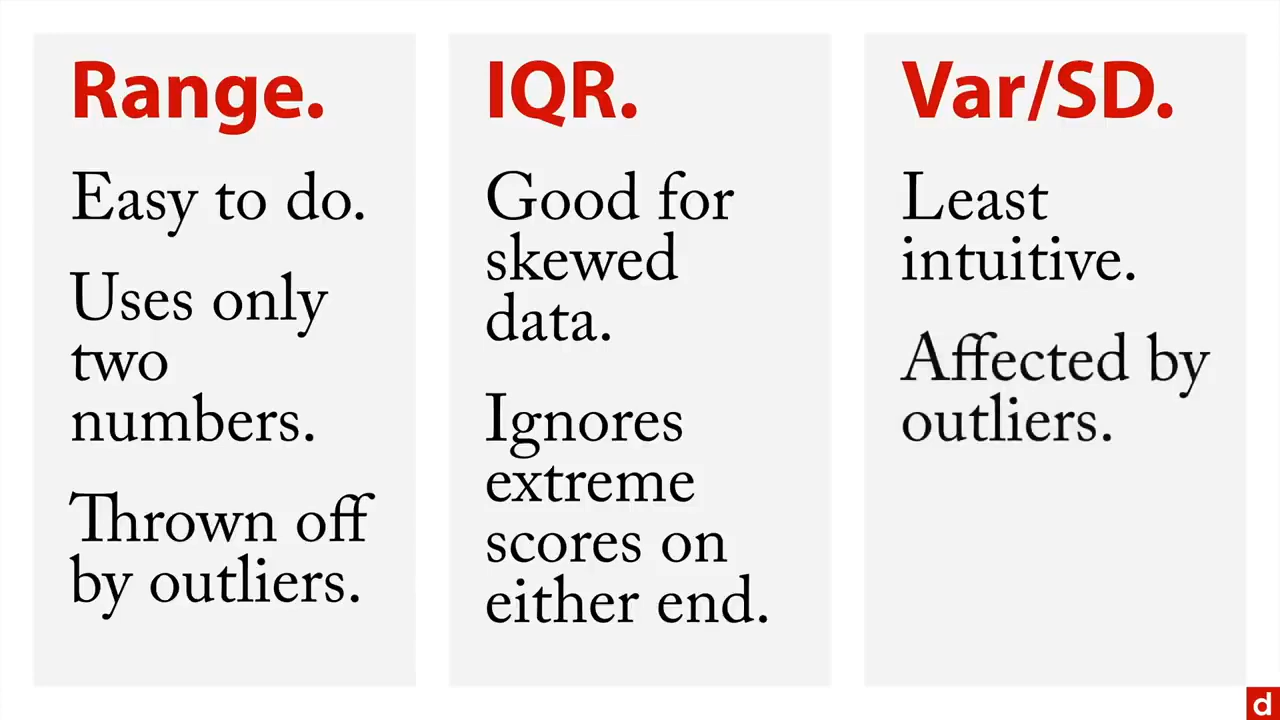 Range.
Easy to do.
Uses only
two
numbers.
Thrown off
by outliers.
IQR.
Good for
skewed
data.
Ignores
extreme
scores on
either end.
Var/SD.
Least
intuitive.
Affected by
outliers.
d